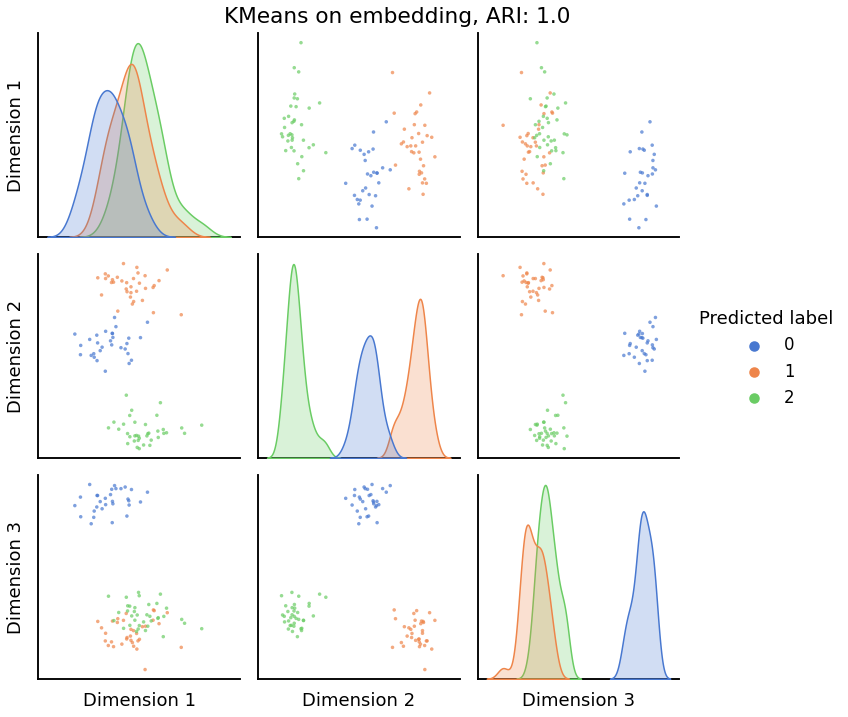 KMeans on embedding, ARI: 1.0
Dimension 1
Dimension 2
Predicted label
0
1
2
Dimension 3
Dimension 1
Dimension 2
Dimension 3